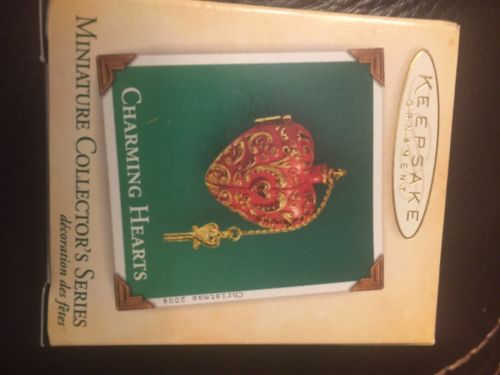 KEEPSAKE
ORNAMENT
Christmas 2004
CHARMING HEARTS
MINIATURE COLLECTOR'S SERIES
décoration des fêtes